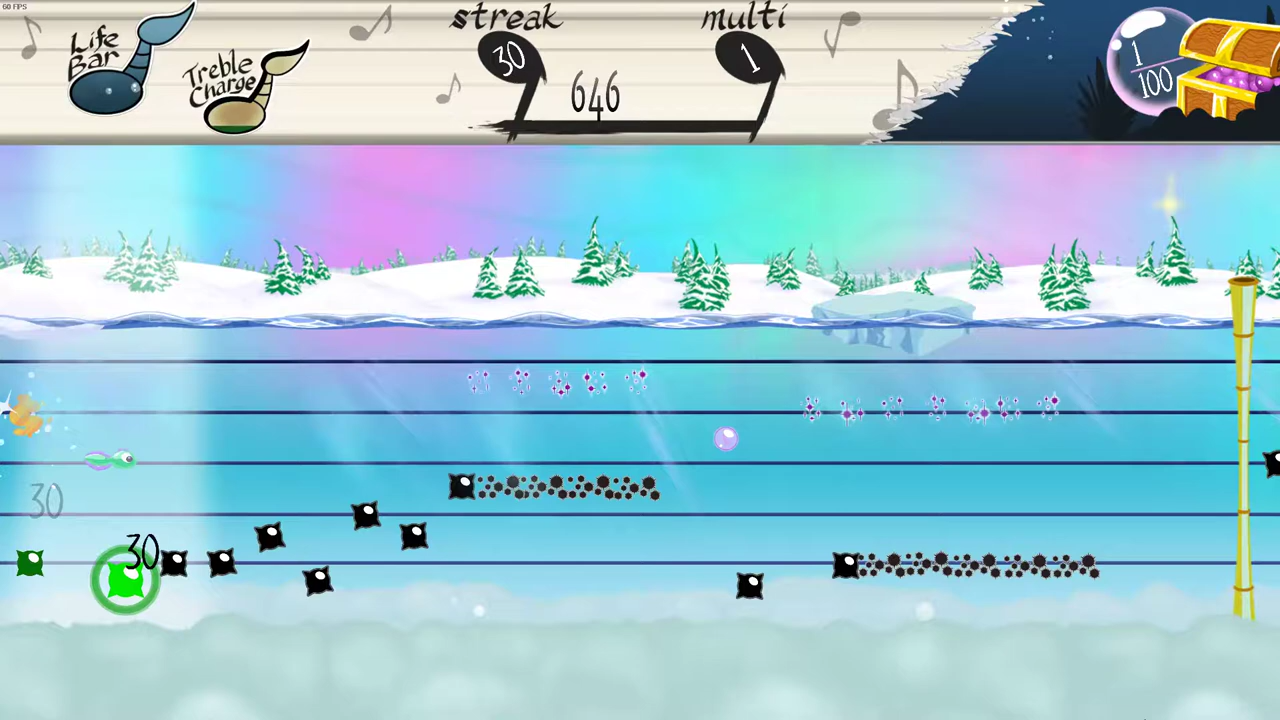 60 FPS
Life
Bar
Treble
Charge
streak
30
646
multi
1
1
100
30
30